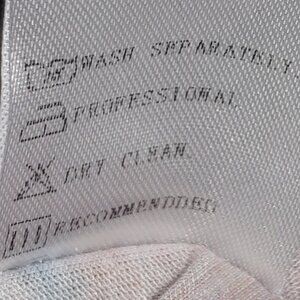 WASH SEPARATELY
PROFESSIONAL
DRY CLEAN.
RECOMMENDDED